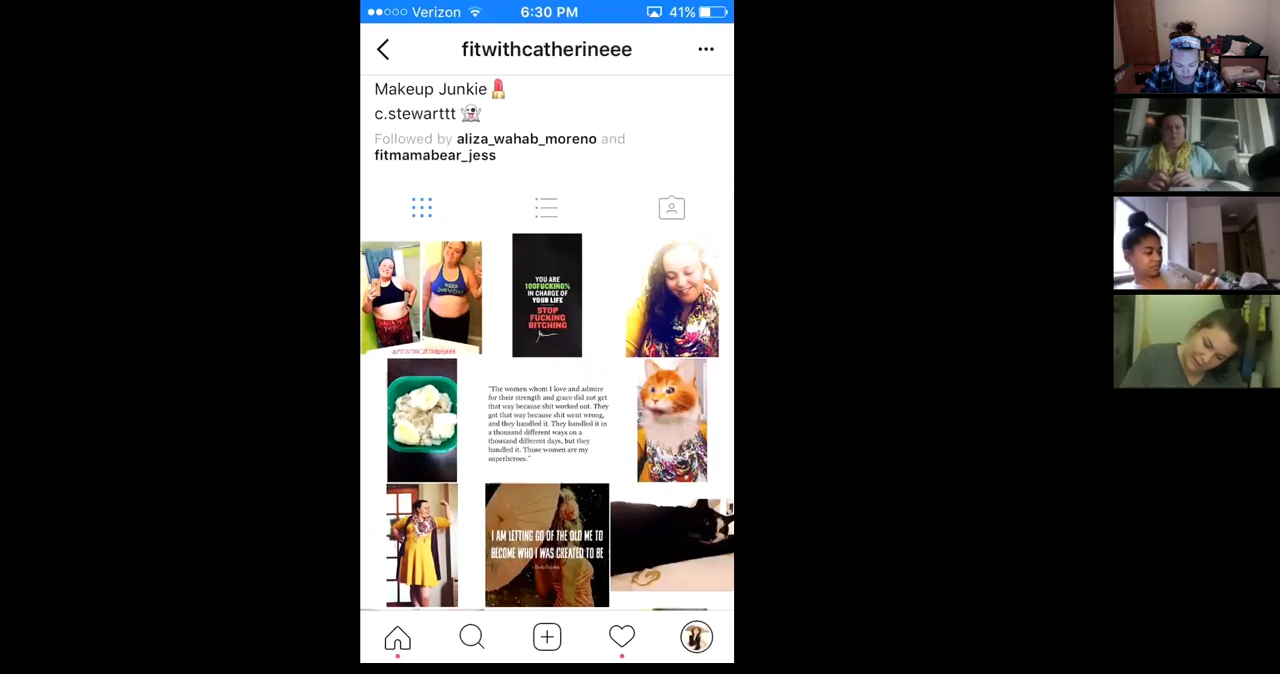 Verizon 6:30 PM 41%
fitwithcatherineee
Makeup Junkie
c.stewarttt
Followed by aliza_wahab_moreno and
fitmamabear_jess
YOU ARE
100FUCKING%
IN CHARGE OF
YOUR LIFE
STOP
FUCKING
BITCHING
"The women whom I love and admire
for their strength and grace did not get
that way because shit worked out. They
got that way because shit went wrong,
and they handled it. They handled it in
a thousand different ways on a
thousand different days, but they
handled it. Those women are my
superheroes."
I AM LETTING GO OF THE OLD ME TO
BECOME WHO I WAS CREATED TO BE